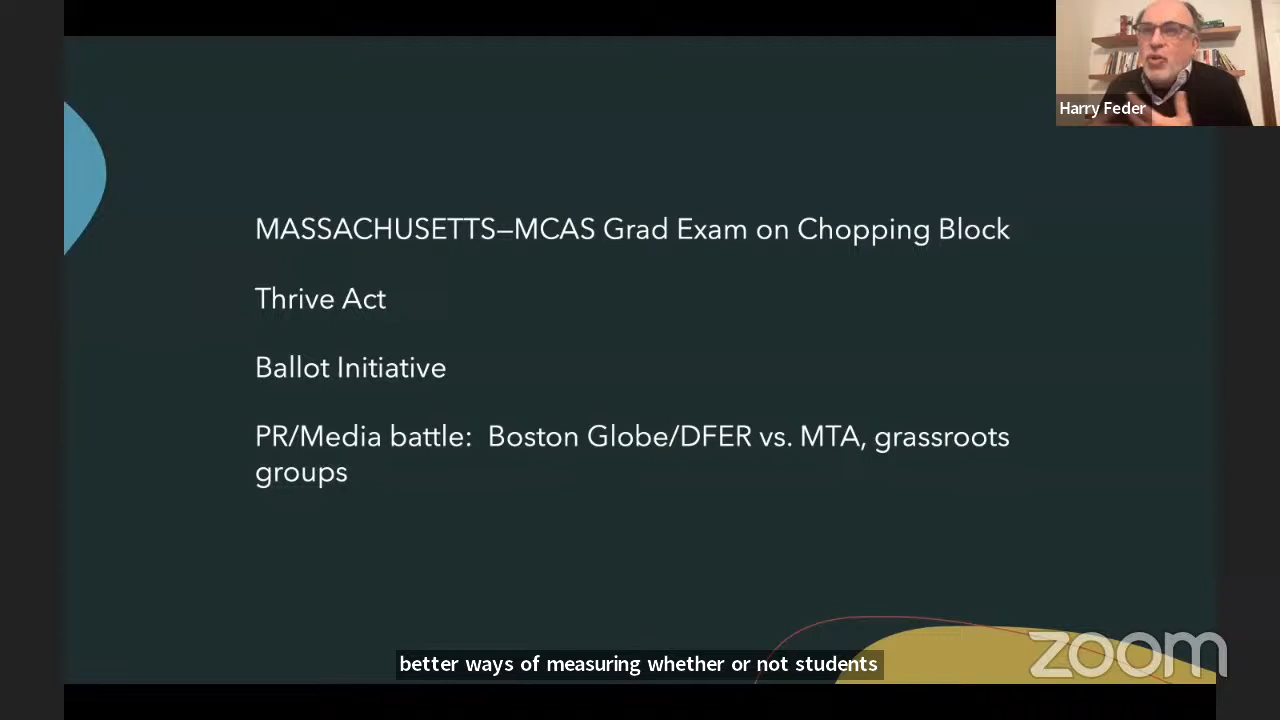 Harry Feder
MASSACHUSETTS—MCAS Grad Exam on Chopping Block
Thrive Act
Ballot Initiative
PR/Media battle:  Boston Globe/DFER vs. MTA, grassroots
groups
better ways of measuring whether or not students
zoom